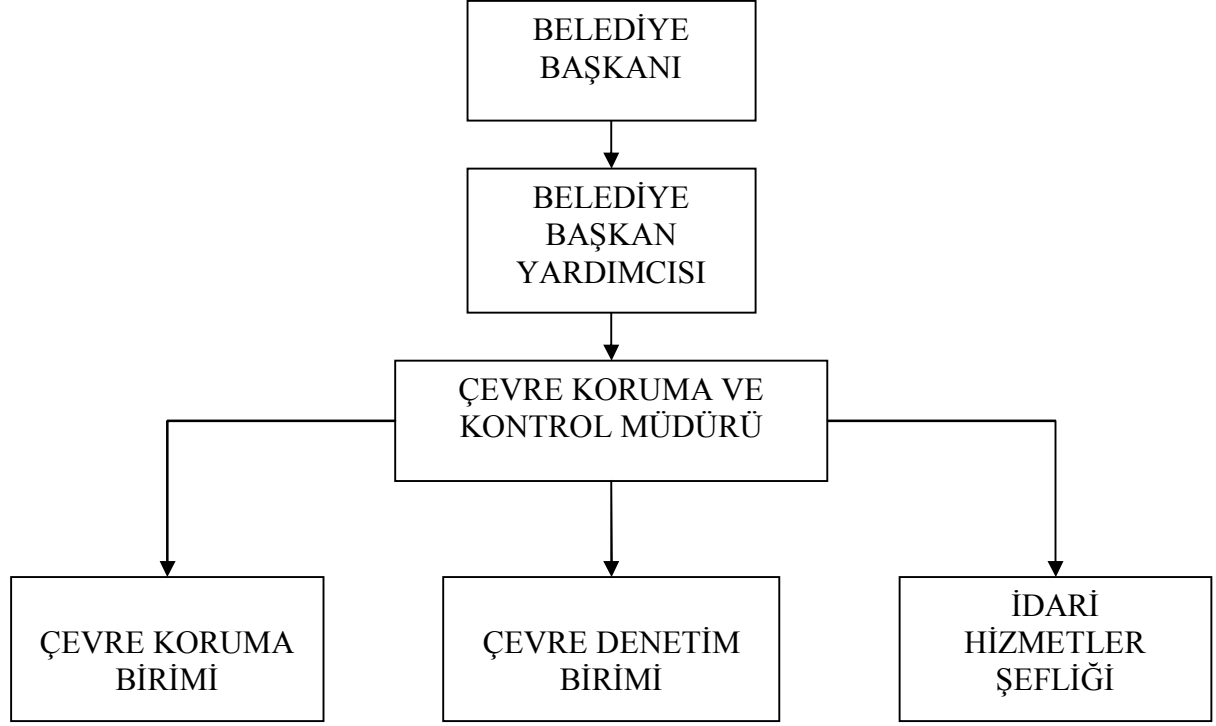 BELEDİYE
BAŞKANI
BELEDİYE
BAŞKAN
YARDIMCISI
ÇEVRE KORUMA VE
KONTROL MÜDÜRÜ
ÇEVRE KORUMA
BİRİMİ
ÇEVRE DENETİM
BİRİMİ
İDARİ
HİZMETLER
ŞEFLİĞİ